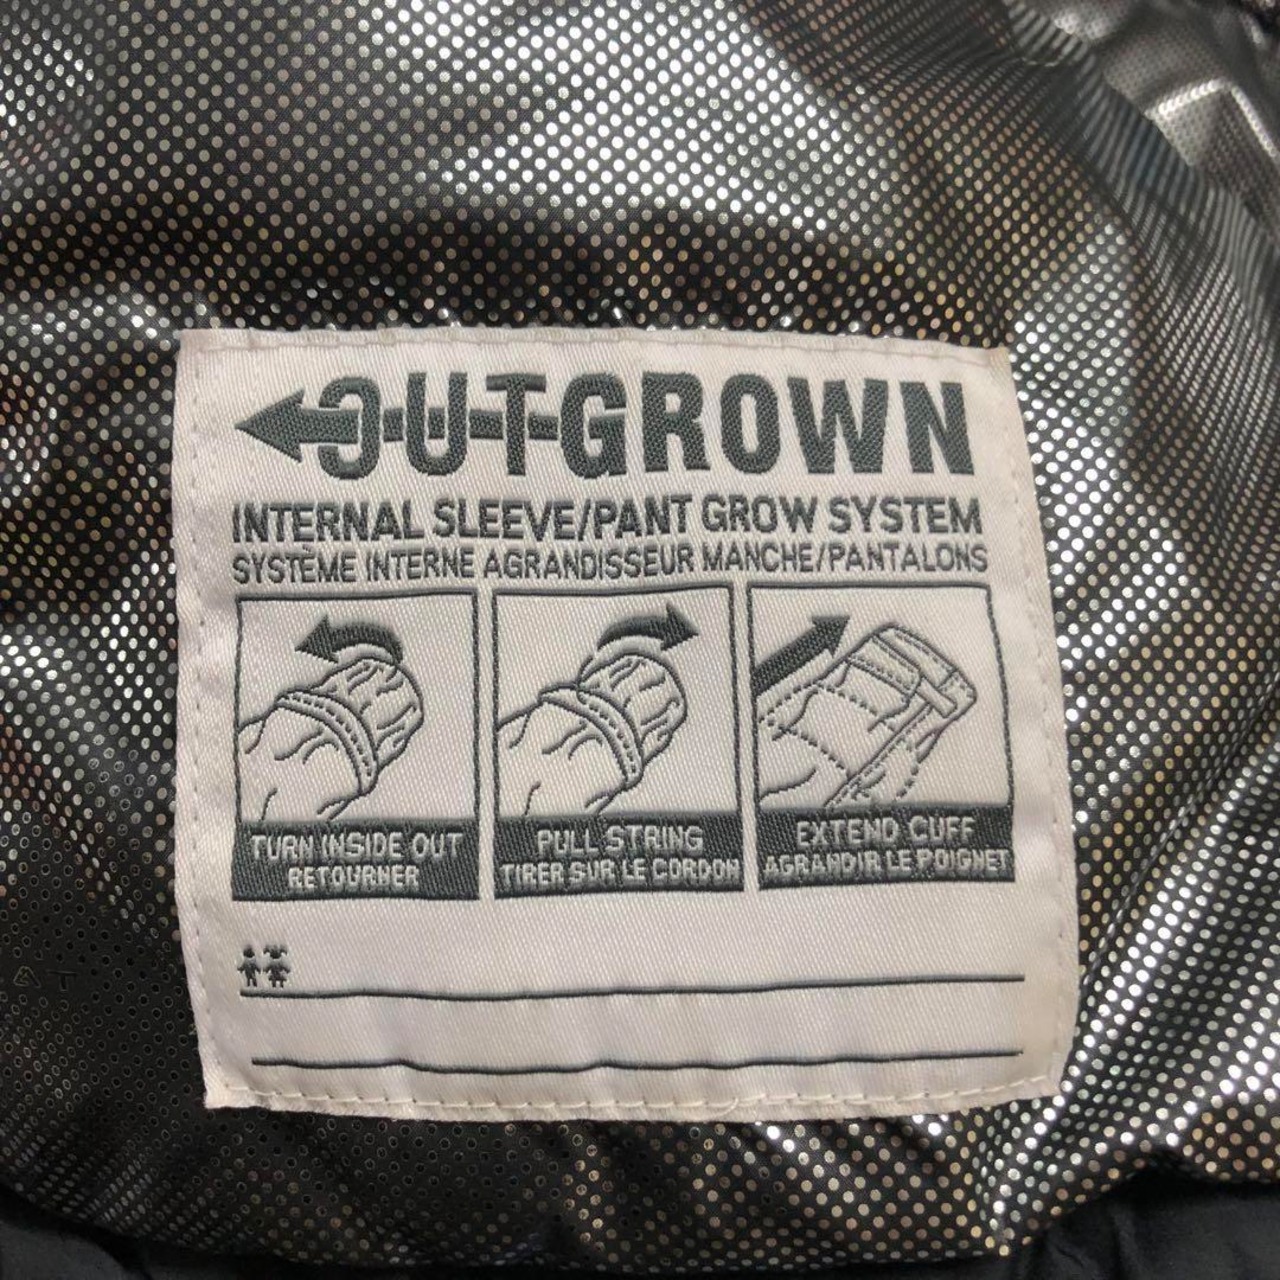 OUTGROWN
INTERNAL SLEEVE/PANT GROW SYSTEM
SYSTÈME INTERNE AGRANDISSEUR MANCHE/PANTALONS
TURN INSIDE OUT
RETOURNER
PULL STRING
TIRER SUR LE CORDON
EXTEND CUFF
AGRANDIR LE POIGNET